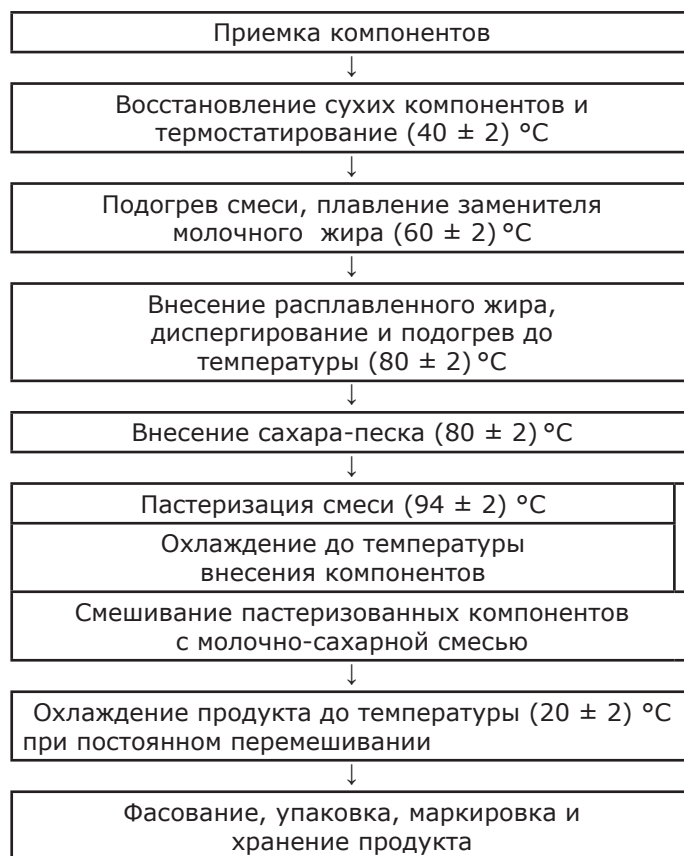 Приемка компонентов
↓
Восстановление сухих компонентов и
термостатирование (40 ± 2) °С
↓
Подогрев смеси, плавление заменителя
молочного жира (60 ± 2) °С
↓
Внесение расплавленного жира,
диспергирование и подогрев до
температуры (80 ± 2) °С
↓
Внесение сахара-песка (80 ± 2) °С
↓
Пастеризация смеси (94 ± 2) °С
Охлаждение до температуры
внесения компонентов
Смешивание пастеризованных компонентов
с молочно-сахарной смесью
↓
Охлаждение продукта до температуры (20 ± 2) °С
при постоянном перемешивании
↓
Фасование, упаковка, маркировка и
хранение продукта